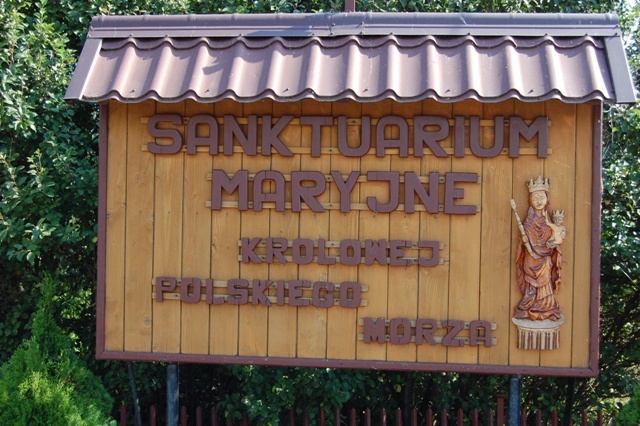 SANKTUARIUM
MARYJNE
KROLOWEJ
POLSKIEGO
MORZA